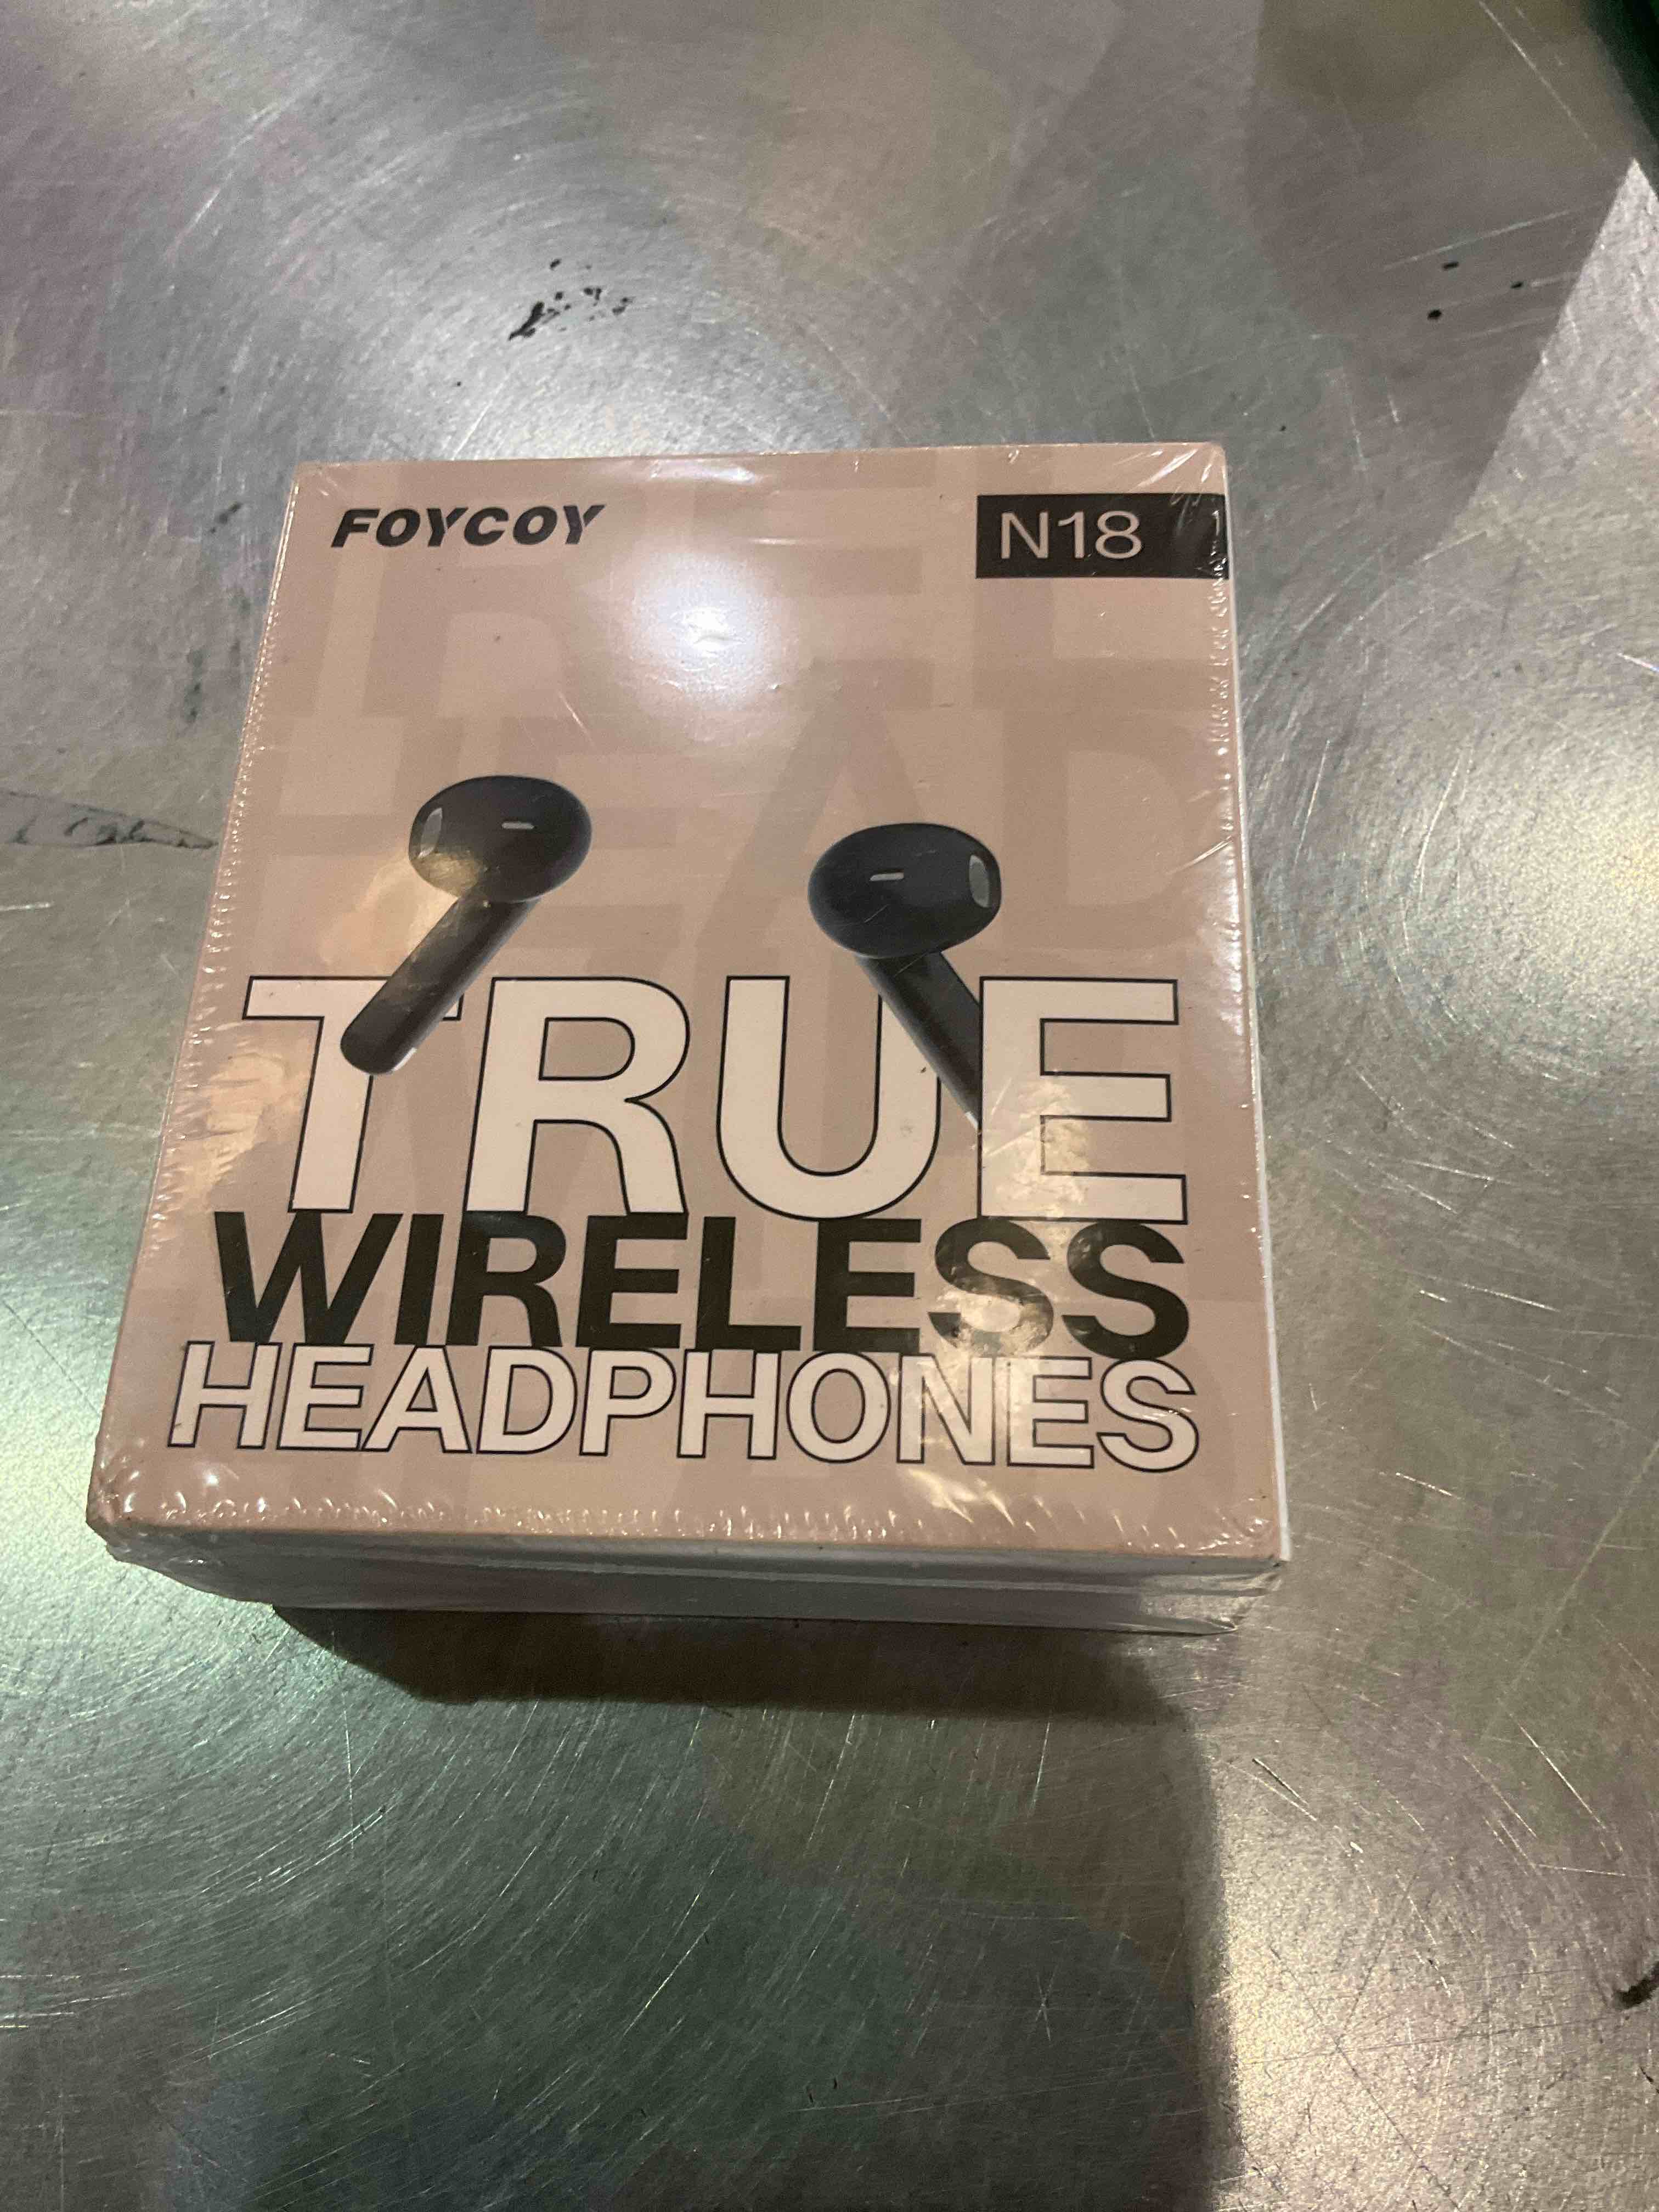 FOYCOY
N18
TRUE
WIRELESS
HEADPHONES